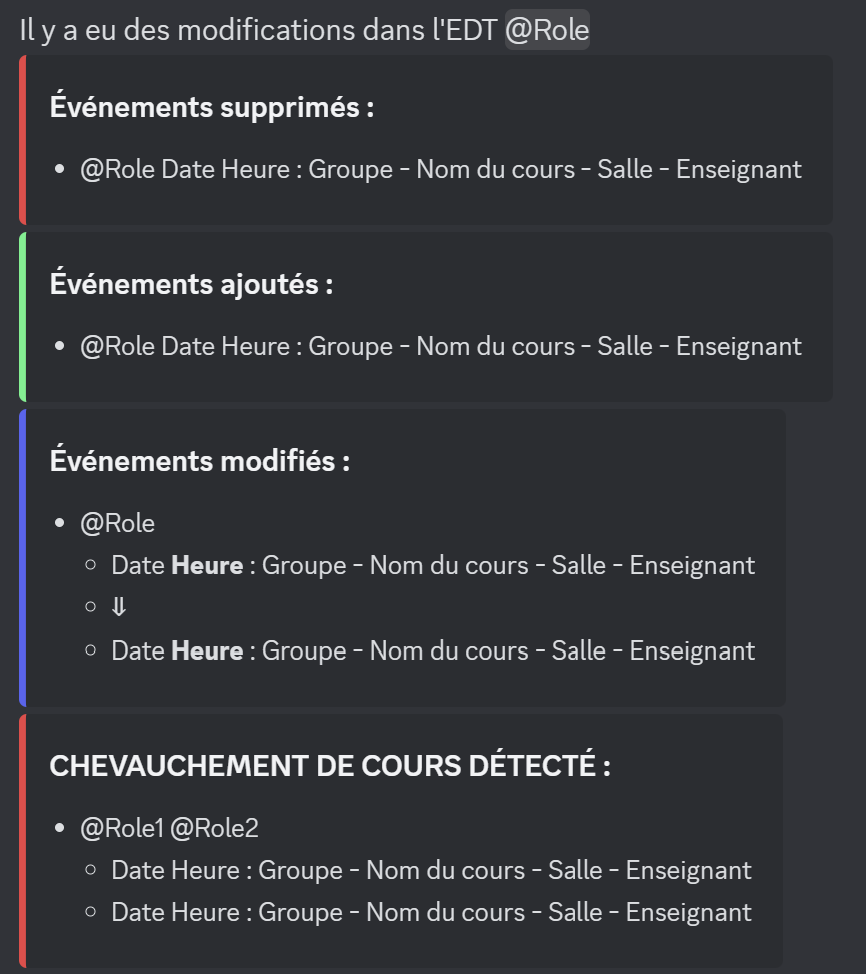 Il y a eu des modifications dans l'EDT @Role
Événements supprimés :
• @Role Date Heure : Groupe - Nom du cours - Salle - Enseignant
Événements ajoutés :
• @Role Date Heure : Groupe - Nom du cours - Salle - Enseignant
Événements modifiés :
• @Role
○ Date Heure : Groupe - Nom du cours - Salle - Enseignant
○ ⇓
○ Date Heure : Groupe - Nom du cours - Salle - Enseignant
CHEVAUCHEMENT DE COURS DÉTECTÉ :
• @Role1 @Role2
○ Date Heure : Groupe - Nom du cours - Salle - Enseignant
○ Date Heure : Groupe - Nom du cours - Salle - Enseignant